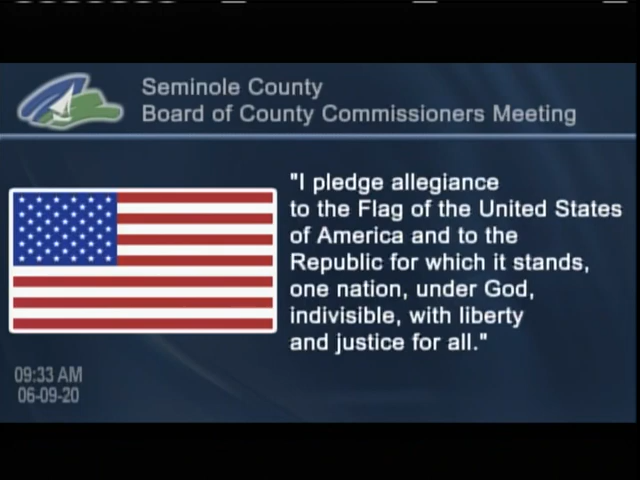 Seminole County
Board of County Commissioners Meeting
"I pledge allegiance
to the Flag of the United States
of America and to the
Republic for which it stands,
one nation, under God,
indivisible, with liberty
and justice for all."
09:33 AM
06-09-20